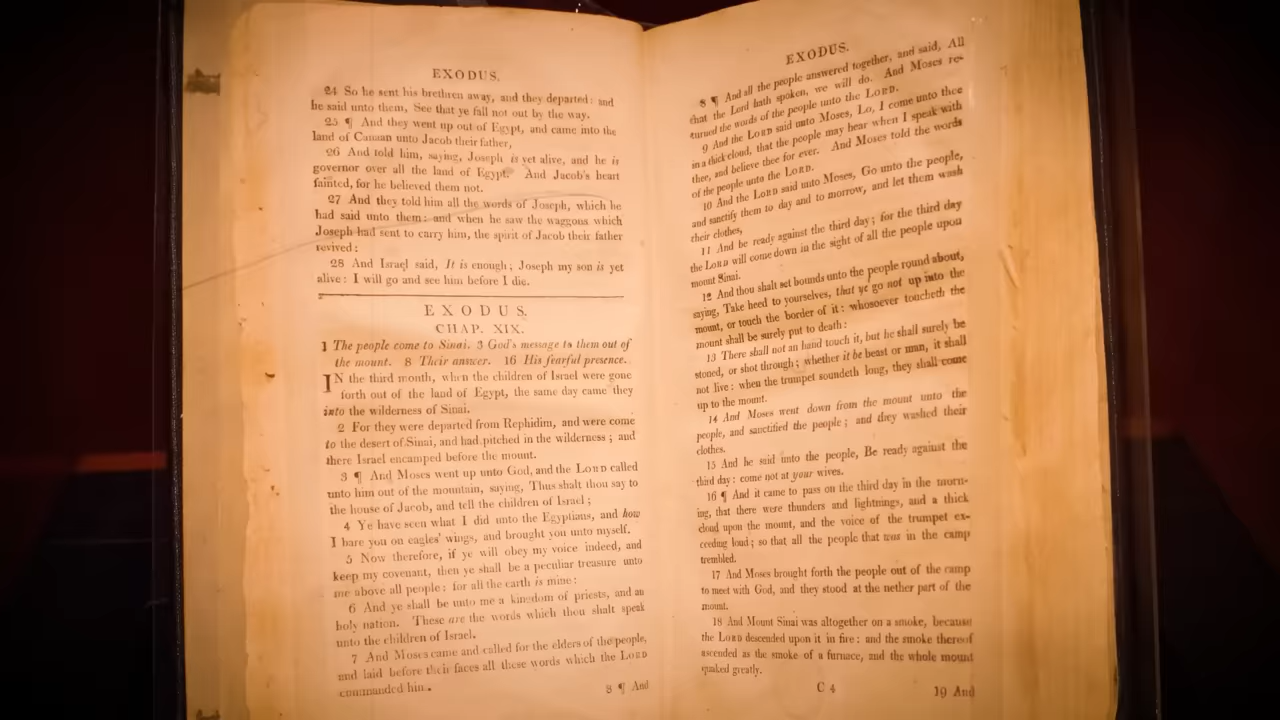 EXODUS.
24 So he sent his brethren away, and they departed: and
he said unto them, See that ye fall not out by the way.
25 ¶ And they went up out of Egypt, and came into the
land of Canaan unto Jacob their father,
26 And told him, saying, Joseph is yet alive, and he is
governor over all the land of Egypt. And Jacob's heart
fainted, for he believed them not.
27 And they told him all the words of Joseph, which he
had said unto them: and when he saw the waggons which
Joseph had sent to carry him, the spirit of Jacob their father
revived:
28 And Israel said, It is enough; Joseph my son is yet
alive: I will go and see him before I die.
EXODUS.
CHAP. XIX.
1 The people come to Sinai. 3 God's message to them out of
the mount. 8 Their answer. 16 His fearful presence.
IN the third month, when the children of Israel were gone
forth out of the land of Egypt, the same day came they
into the wilderness of Sinai.
2 For they were departed from Rephidim, and were come
to the desert of Sinai, and had pitched in the wilderness; and
there Israel encamped before the mount.
3 ¶ And Moses went up unto God, and the LORD called
unto him out of the mountain, saying, Thus shalt thou say to
the house of Jacob, and tell the children of Israel;
4 Ye have seen what I did unto the Egyptians, and how
I bare you on eagles' wings, and brought you unto myself.
5 Now therefore, if ye will obey my voice indeed, and
keep my covenant, then ye shall be a peculiar treasure unto
me above all people: for all the earth is mine:
6 And ye shall be unto me a kingdom of priests, and an
holy nation. These are the words which thou shalt speak
unto the children of Israel.
7 And Moses came and called for the elders of the people,
and laid before their faces all these words which the LORD
commanded him.
8 ¶ And
EXODUS.
8 ¶ And all the people answered together, and said, All
that the Lord hath spoken, we will do. And Moses re-
turned the words of the people unto the LORD.
9 And the LORD said unto Moses, Lo, I come unto thee
in a thick cloud, that the people may hear when I speak with
thee, and believe thee for ever. And Moses told the words
of the people unto the LORD.
10 And the LORD said unto Moses, Go unto the people,
and sanctify them to day and to morrow, and let them wash
their clothes,
11 And be ready against the third day; for the third day
the LORD will come down in the sight of all the people upon
mount Sinai.
12 And thou shalt set bounds unto the people round about,
saying, Take heed to yourselves, that ye go not up into the
mount, or touch the border of it: whosoever toucheth the
mount shall be surely put to death:
13 There shall not an hand touch it, but he shall surely be
stoned, or shot through; whether it be beast or man, it shall
not live: when the trumpet soundeth long, they shall come
up to the mount.
14 And Moses went down from the mount unto the
people, and sanctified the people; and they washed their
clothes.
15 And he said unto the people, Be ready against the
third day: come not at your wives.
16 ¶ And it came to pass on the third day in the morn-
ing, that there were thunders and lightnings, and a thick
cloud upon the mount, and the voice of the trumpet ex-
ceeding loud; so that all the people that was in the camp
trembled.
17 And Moses brought forth the people out of the camp
to meet with God, and they stood at the nether part of the
mount.
18 And Mount Sinai was altogether on a smoke, because
the LORD descended upon it in fire: and the smoke thereof
ascended as the smoke of a furnace, and the whole mount
quaked greatly.
C 4
19 And